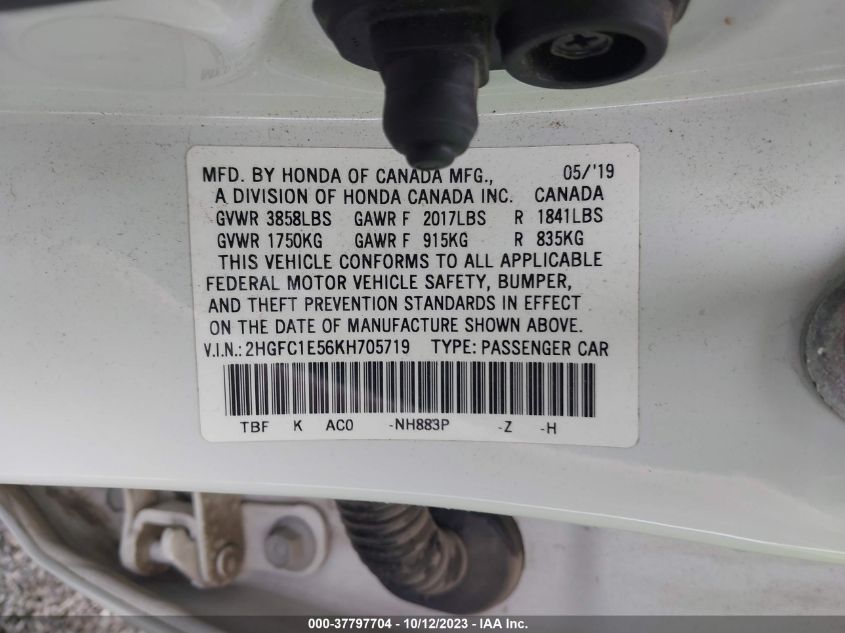 MFD. BY HONDA OF CANADA MFG., 05/'19
A DIVISION OF HONDA CANADA INC. CANADA
GVWR 3858LBS GAWR F 2017LBS R 1841LBS
GVWR 1750KG GAWR F 915KG R 835KG
THIS VEHICLE CONFORMS TO ALL APPLICABLE
FEDERAL MOTOR VEHICLE SAFETY, BUMPER,
AND THEFT PREVENTION STANDARDS IN EFFECT
ON THE DATE OF MANUFACTURE SHOWN ABOVE.
V.I.N.: 2HGFC1E56KH705719 TYPE: PASSENGER CAR
TBF K AC0 -NH883P -Z -H
000-37797704 - 10/12/2023 - IAA Inc.